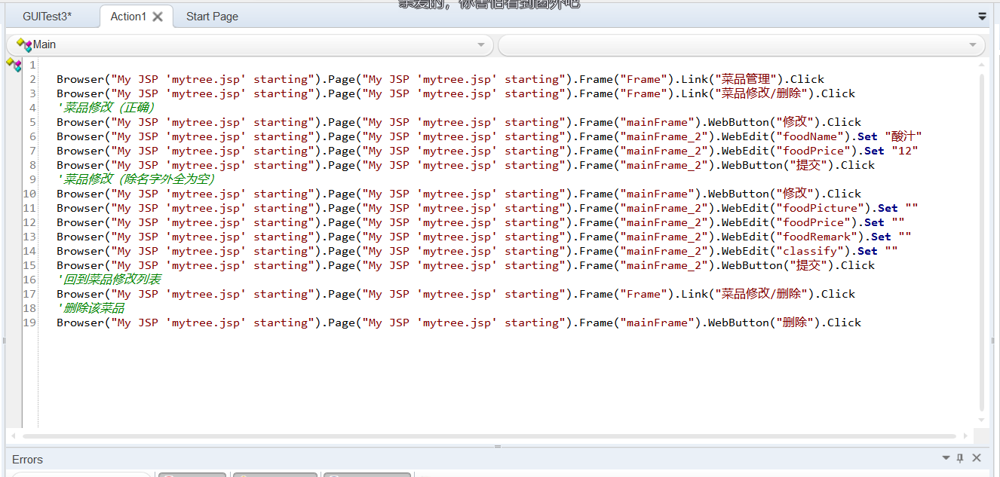 亲爱的，你害怕看到窗外吧
GUITest3*
Action1
Start Page
Main
1
2 Browser("My JSP 'mytree.jsp' starting").Page("My JSP 'mytree.jsp' starting").Frame("Frame").Link("菜品管理").Click
3 Browser("My JSP 'mytree.jsp' starting").Page("My JSP 'mytree.jsp' starting").Frame("Frame").Link("菜品修改/删除").Click
4 '菜品修改（正确）
5 Browser("My JSP 'mytree.jsp' starting").Page("My JSP 'mytree.jsp' starting").Frame("mainFrame").WebButton("修改").Click
6 Browser("My JSP 'mytree.jsp' starting").Page("My JSP 'mytree.jsp' starting").Frame("mainFrame_2").WebEdit("foodName").Set "酸汁"
7 Browser("My JSP 'mytree.jsp' starting").Page("My JSP 'mytree.jsp' starting").Frame("mainFrame_2").WebEdit("foodPrice").Set "12"
8 Browser("My JSP 'mytree.jsp' starting").Page("My JSP 'mytree.jsp' starting").Frame("mainFrame_2").WebButton("提交").Click
9 '菜品修改（除名字外全为空）
10 Browser("My JSP 'mytree.jsp' starting").Page("My JSP 'mytree.jsp' starting").Frame("mainFrame").WebButton("修改").Click
11 Browser("My JSP 'mytree.jsp' starting").Page("My JSP 'mytree.jsp' starting").Frame("mainFrame_2").WebEdit("foodPicture").Set ""
12 Browser("My JSP 'mytree.jsp' starting").Page("My JSP 'mytree.jsp' starting").Frame("mainFrame_2").WebEdit("foodPrice").Set ""
13 Browser("My JSP 'mytree.jsp' starting").Page("My JSP 'mytree.jsp' starting").Frame("mainFrame_2").WebEdit("foodRemark").Set ""
14 Browser("My JSP 'mytree.jsp' starting").Page("My JSP 'mytree.jsp' starting").Frame("mainFrame_2").WebEdit("classify").Set ""
15 Browser("My JSP 'mytree.jsp' starting").Page("My JSP 'mytree.jsp' starting").Frame("mainFrame_2").WebButton("提交").Click
16 '回到菜品修改列表
17 Browser("My JSP 'mytree.jsp' starting").Page("My JSP 'mytree.jsp' starting").Frame("Frame").Link("菜品修改/删除").Click
18 '删除该菜品
19 Browser("My JSP 'mytree.jsp' starting").Page("My JSP 'mytree.jsp' starting").Frame("mainFrame").WebButton("删除").Click
Errors